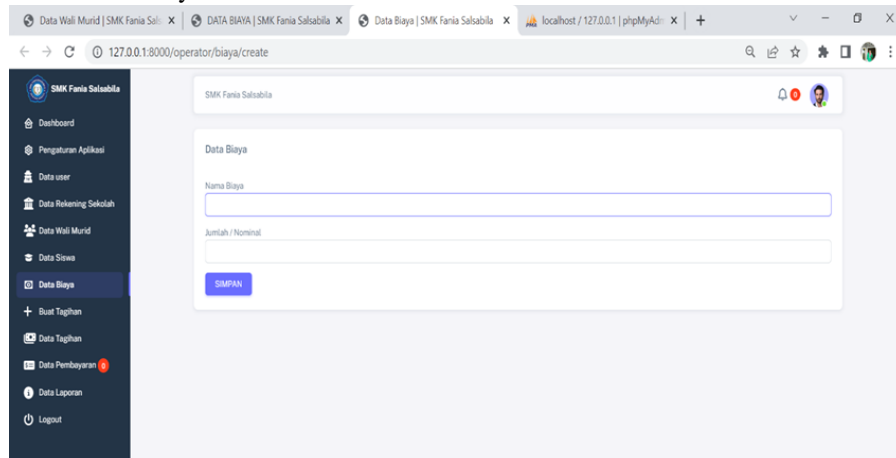 Data Wali Murid | SMK Fania Sals
DATA BIAYA | SMK Fania Salsabila
Data Biaya | SMK Fania Salsabila
localhost / 127.0.0.1 | phpMyAdm
127.0.0.1:8000/operator/biaya/create
SMK Fania Salsabila
Dashboard
Pengaturan Aplikasi
Data user
Data Rekening Sekolah
Data Wali Murid
Data Siswa
Data Biaya
Buat Tagihan
Data Tagihan
Data Pembayaran 0
Data Laporan
Logout
SMK Fania Salsabila
0
Data Biaya
Nama Biaya
Jumlah / Nominal
SIMPAN